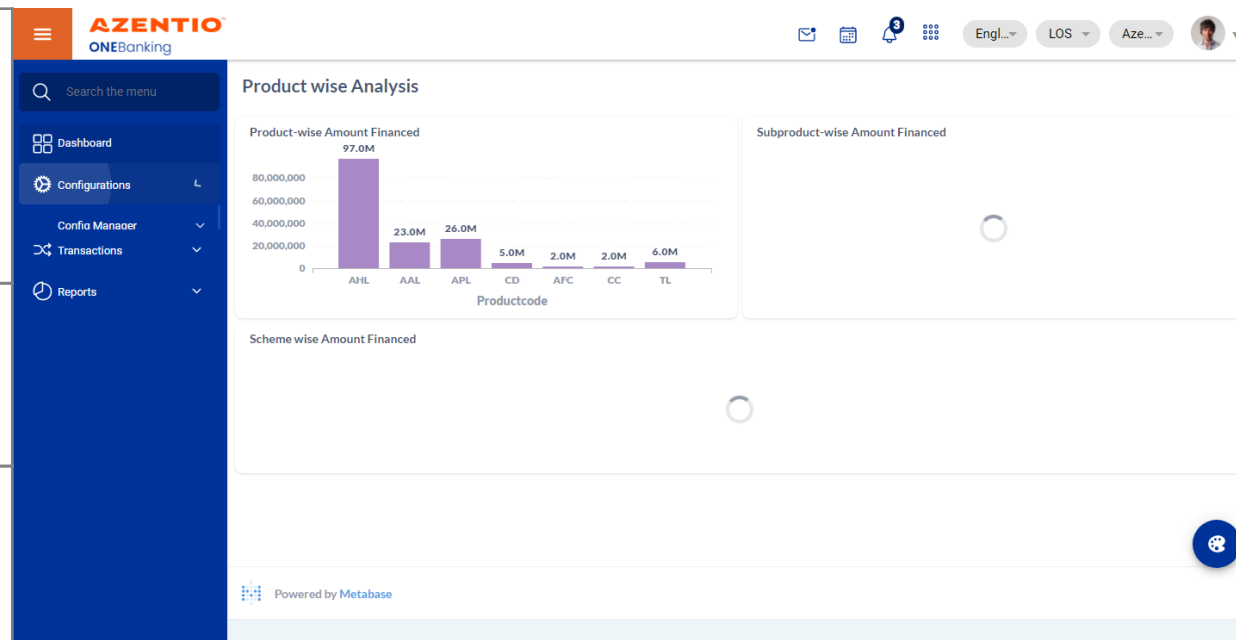 AZENTIO
ONEBanking
3
Engl...
LOS
Aze...
Search the menu
Dashboard
Configurations
Config Manager
Transactions
Reports
Product wise Analysis
Product-wise Amount Financed
97.0M
80,000,000
60,000,000
40,000,000
20,000,000
0
23.0M
26.0M
5.0M
2.0M
2.0M
6.0M
AHL AAL APL CD AFC CC TL
Productcode
Subproduct-wise Amount Financed
Scheme wise Amount Financed
Powered by Metabase